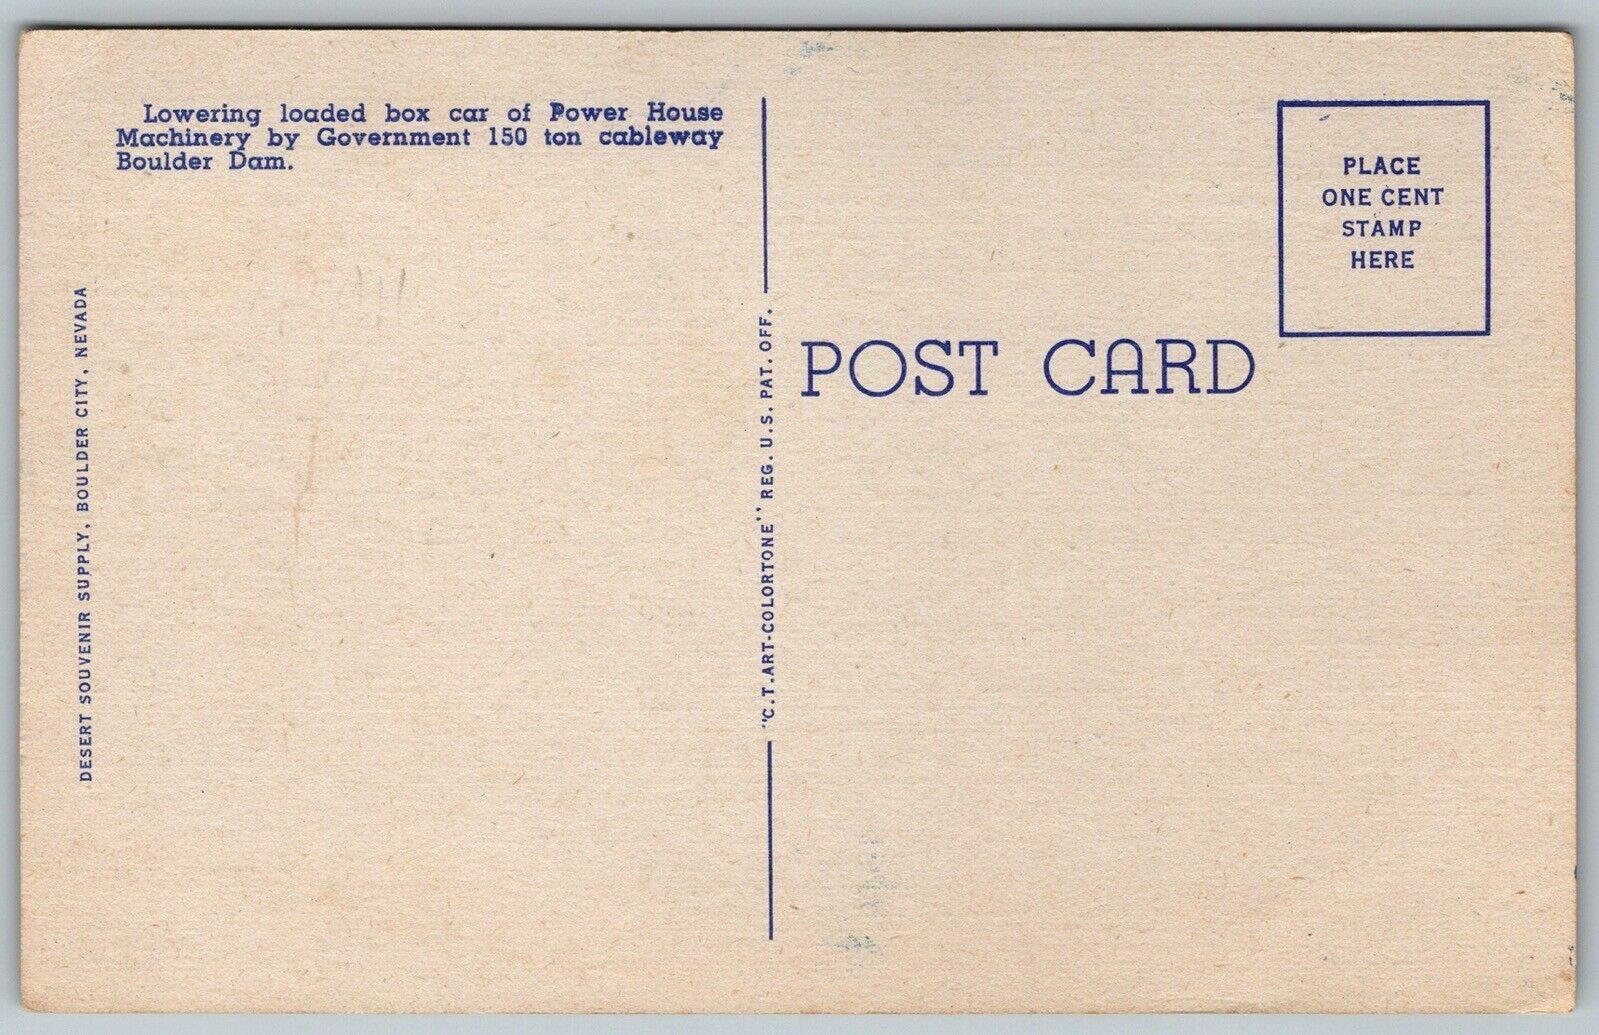 Lowering loaded box car of Power House
Machinery by Government 150 ton cableway
Boulder Dam.
DESERT SOUVENIR SUPPLY, BOULDER CITY, NEVADA
"C.T. ART-COLORTONE" REG. U.S. PAT. OFF.
POST CARD
PLACE
ONE CENT
STAMP
HERE